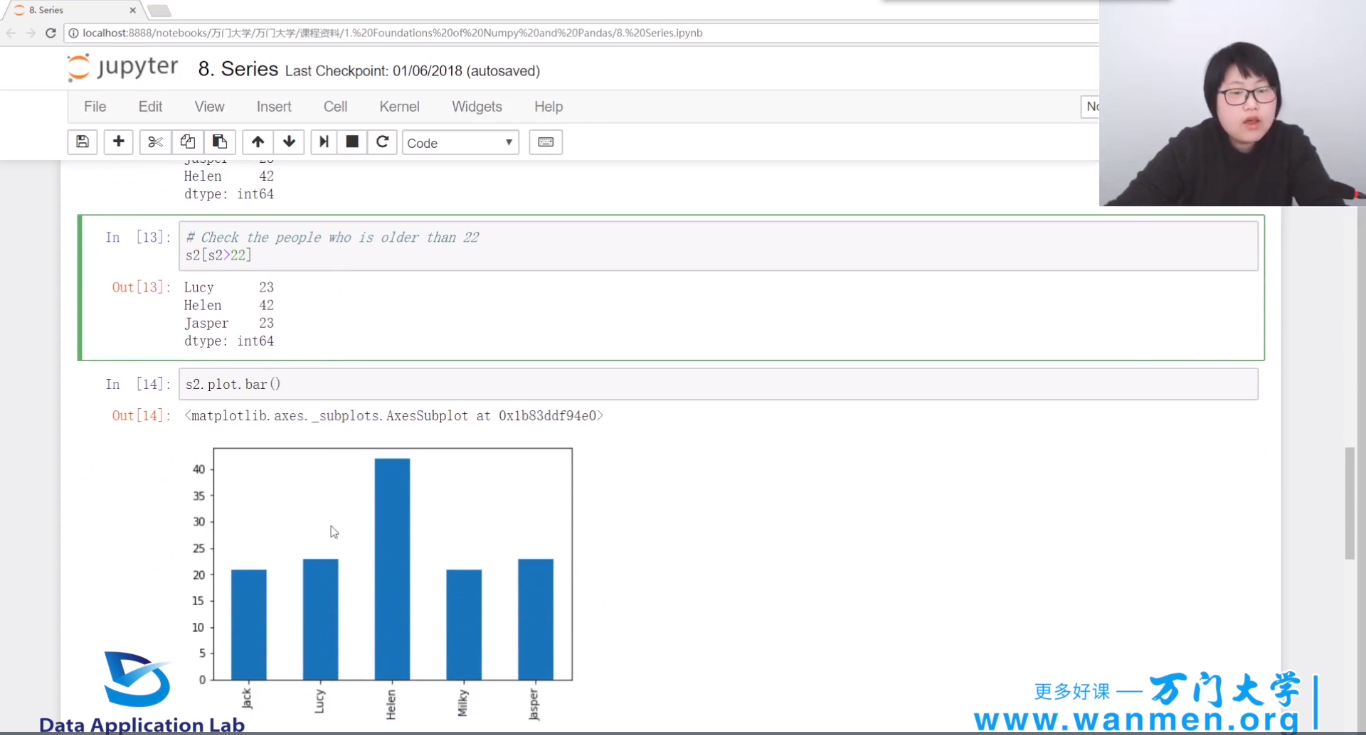 8. Series
localhost:8888/notebooks/万门大学/万门大学/课程资料/1.%20Foundations%20of%20Numpy%20and%20Pandas/8.%20Series.ipynb
jupyter 8. Series Last Checkpoint: 01/06/2018 (autosaved)
File Edit View Insert Cell Kernel Widgets Help
Code
Helen 42
dtype: int64
In [13]: # Check the people who is older than 22
s2[s2>22]
Out[13]: Lucy 23
Helen 42
Jasper 23
dtype: int64
In [14]: s2.plot.bar()
Out[14]: <matplotlib.axes._subplots.AxesSubplot at 0x1b83ddf94e0>
40
35
30
25
20
15
10
5
0
Jack Lucy Helen Milky Jasper
Data Application Lab
更多好课 — 万门大学
www.wanmen.org